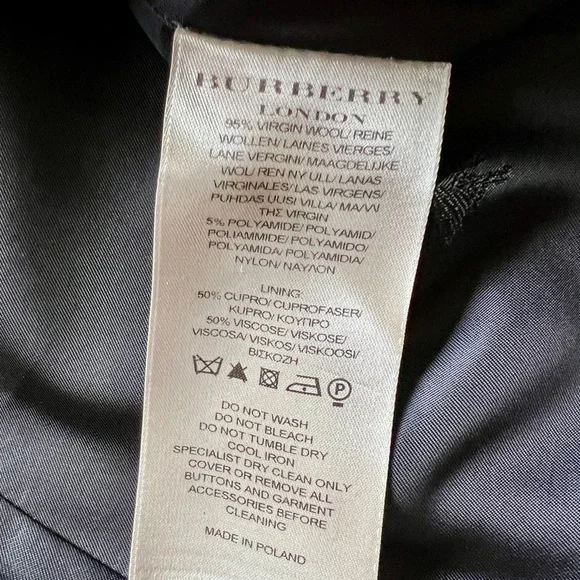 BURBERRY
LONDON
95% VIRGIN WOOL/ REINE
WOLLEN/ LAINES VIERGES/
LANE VERGINI/ MAAGDELIJKE
WOL/ REN NY ULL/ LANAS
VIRGINALES/ LAS VIRGENS/
PUHDAS UUSI VILLA/ ΜΑΛΛΙ
ΤΗΣ VIRGIN
5% POLYAMIDE/ POLYAMID/
POLIAMMIDE/ POLYAMIDO/
POLYAMIDA/ POLYAMIDIA/
NYLON/ ΝΑΥΛΟΝ
LINING:
50% CUPRO/ CUPROFASER/
KUPRO/ ΚΟΥΠΡΟ
50% VISCOSE/ VISKOSE/
VISCOSA/ VISKOS/ VISKOOSI/
ΒΙΣΚΟΖΗ
P
DO NOT WASH
DO NOT BLEACH
DO NOT TUMBLE DRY
COOL IRON
SPECIALIST DRY CLEAN ONLY
COVER OR REMOVE ALL
BUTTONS AND GARMENT
ACCESSORIES BEFORE
CLEANING
MADE IN POLAND